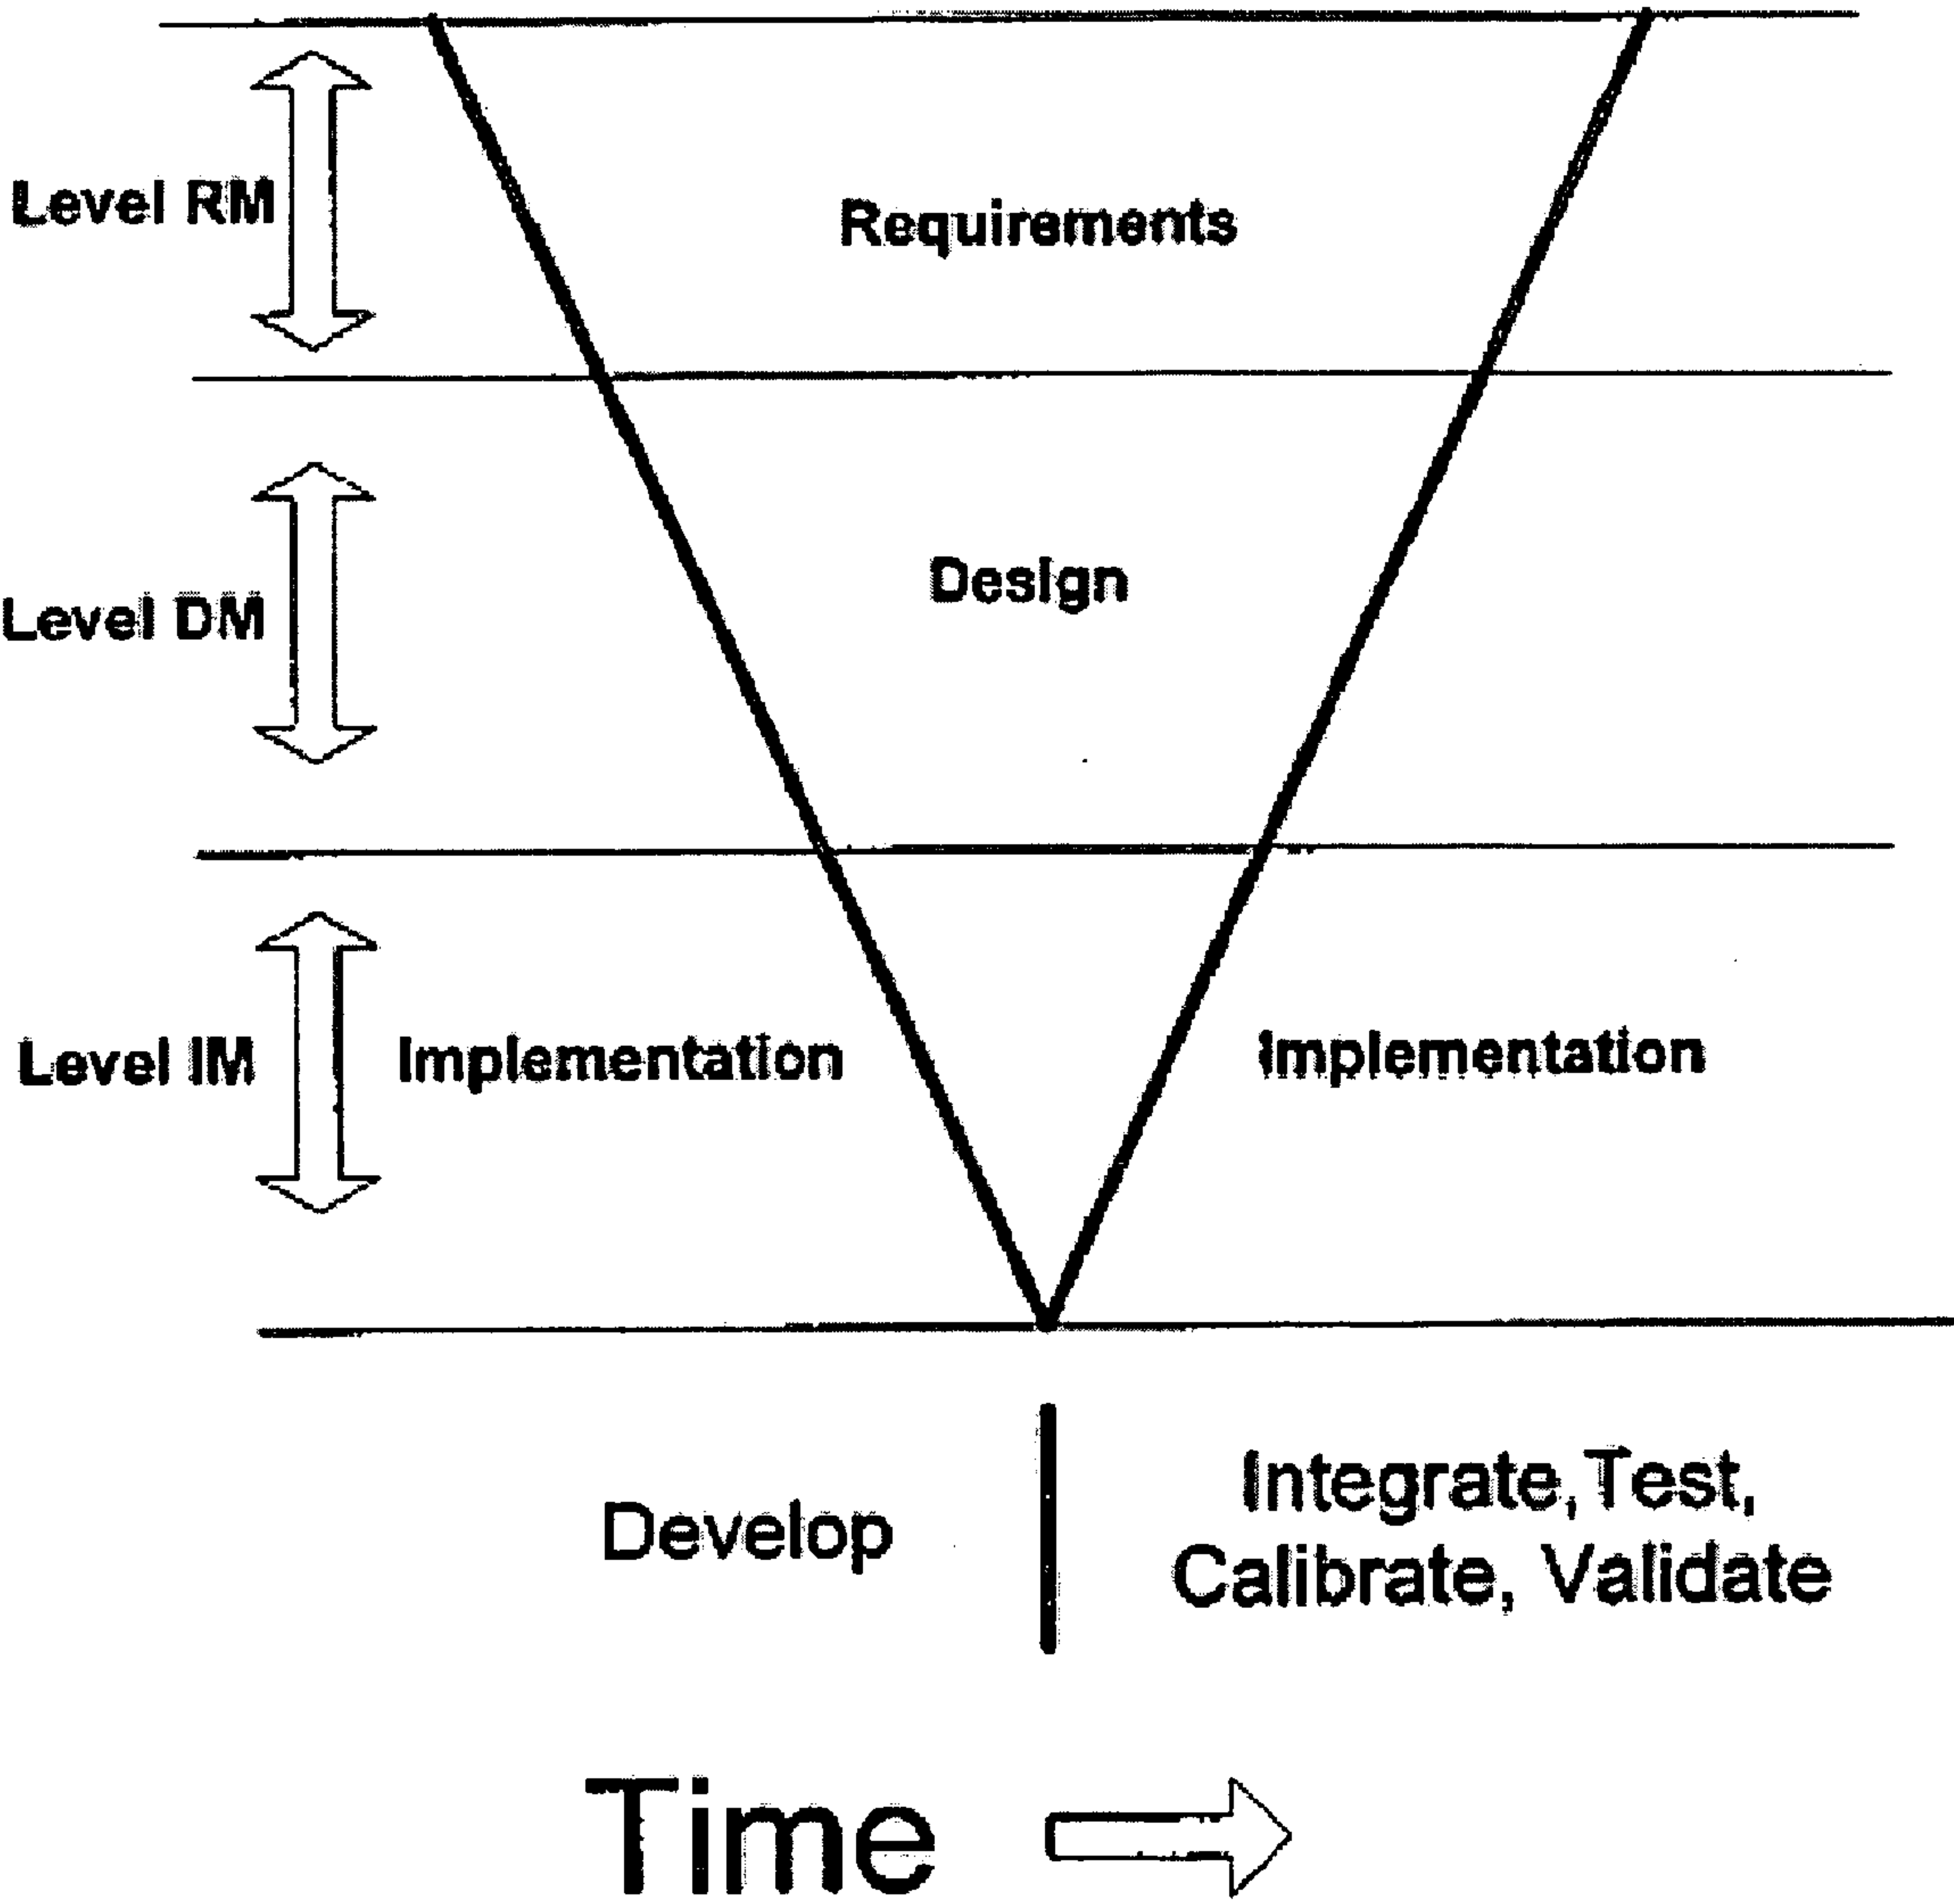 Level RM
Requirements
Level DM
Design
Level IM
Implementation
Implementation
Develop
Integrate, Test,
Calibrate, Validate
Time